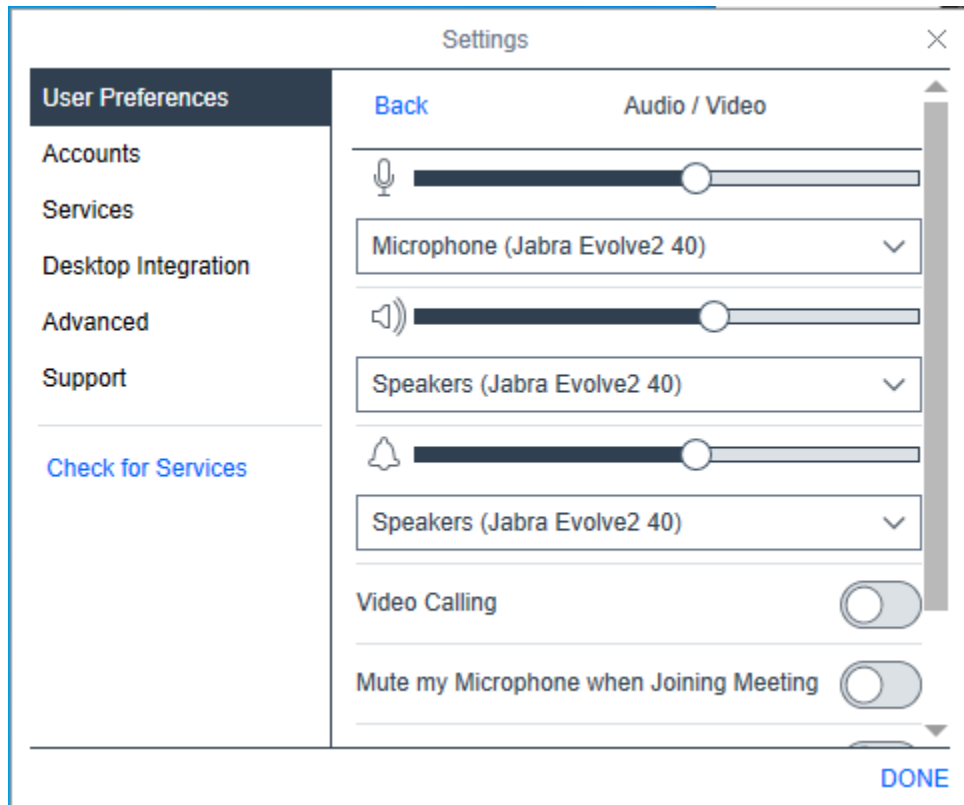 Settings
User Preferences
Accounts
Services
Desktop Integration
Advanced
Support
Check for Services
Back
Audio / Video
Microphone (Jabra Evolve2 40)
Speakers (Jabra Evolve2 40)
Speakers (Jabra Evolve2 40)
Video Calling
Mute my Microphone when Joining Meeting
DONE